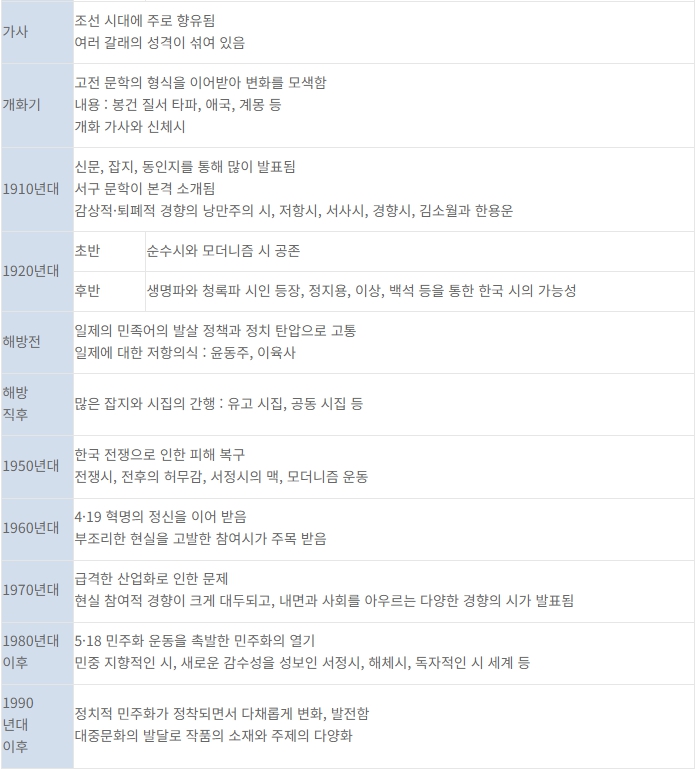 가사
조선 시대에 주로 향유됨
여러 갈래의 성격이 섞여 있음
개화기
고전 문학의 형식을 이어받아 변화를 모색함
내용 : 봉건 질서 타파, 애국, 계몽 등
개화 가사와 신체시
1910년대
신문, 잡지, 동인지를 통해 많이 발표됨
서구 문학이 본격 소개됨
감상적·퇴폐적 경향의 낭만주의 시, 저항시, 서사시, 경향시, 김소월과 한용운
1920년대
초반
순수시와 모더니즘 시 공존
후반
생명파와 청록파 시인 등장, 정지용, 이상, 백석 등을 통한 한국 시의 가능성
해방전
일제의 민족어의 발살 정책과 정치 탄압으로 고통
일제에 대한 저항의식 : 윤동주, 이육사
해방
직후
많은 잡지와 시집의 간행 : 유고 시집, 공동 시집 등
1950년대
한국 전쟁으로 인한 피해 복구
전쟁시, 전후의 허무감, 서정시의 맥, 모더니즘 운동
1960년대
4·19 혁명의 정신을 이어 받음
부조리한 현실을 고발한 참여시가 주목 받음
1970년대
급격한 산업화로 인한 문제
현실 참여적 경향이 크게 대두되고, 내면과 사회를 아우르는 다양한 경향의 시가 발표됨
1980년대
이후
5·18 민주화 운동을 촉발한 민주화의 열기
민중 지향적인 시, 새로운 감수성을 성보인 서정시, 해체시, 독자적인 시 세계 등
1990
년대
이후
정치적 민주화가 정착되면서 다채롭게 변화, 발전함
대중문화의 발달로 작품의 소재와 주제의 다양화